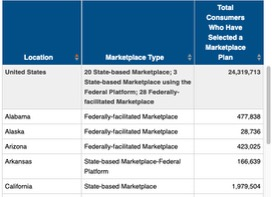 Location
Marketplace Type
Total
Consumers
Who Have
Selected a
Marketplace
Plan
United States
20 State-based Marketplace; 3
State-based Marketplace using the
Federal Platform; 28 Federally-
facilitated Marketplace
24,319,713
Alabama
Federally-facilitated Marketplace
477,838
Alaska
Federally-facilitated Marketplace
28,736
Arizona
Federally-facilitated Marketplace
423,025
Arkansas
State-based Marketplace-Federal
Platform
166,639
California
State-based Marketplace
1,979,504